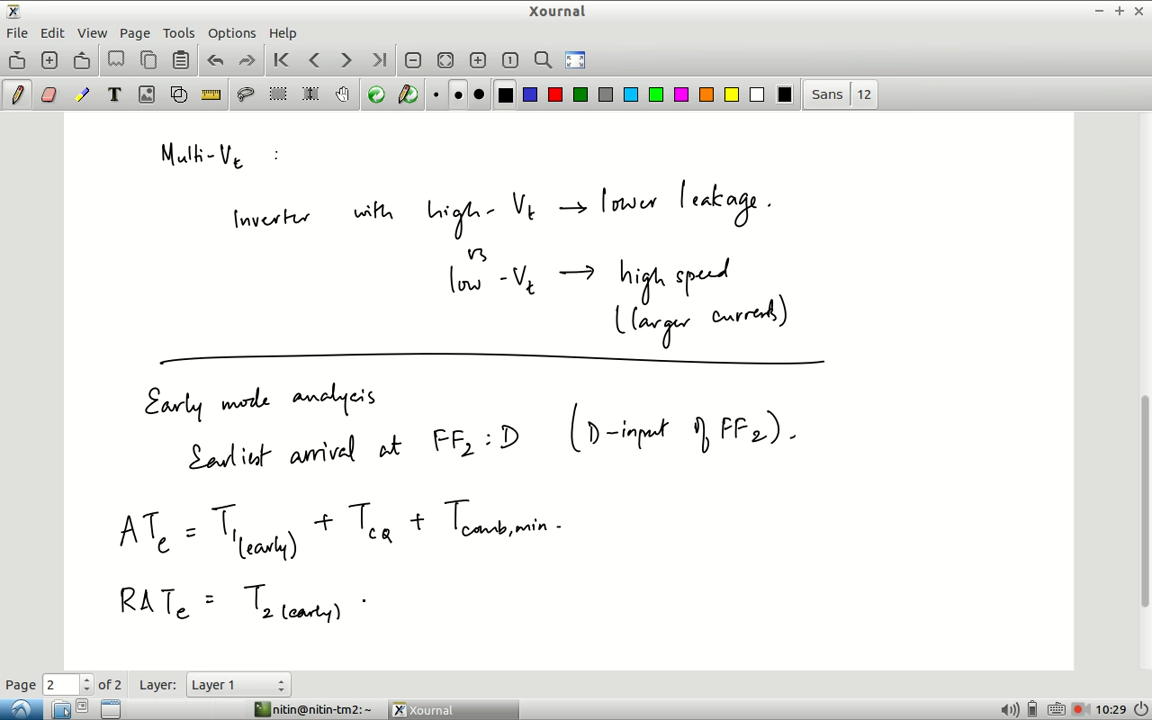 Xournal
File Edit View Page Tools Options Help
Sans 12
Multi-Vt :
Inverter with high-Vt → lower leakage.
vs
low-Vt → high speed
(larger currents)
Early mode analysis
Earliest arrival at FF2:D (D-input of FF2).
ATe = T1(early) + TCQ + Tcomb,min.
RATe = T2(early) .
Page 2 of 2 Layer: Layer 1
nitin@nitin-tm2: ~ Xournal 10:29